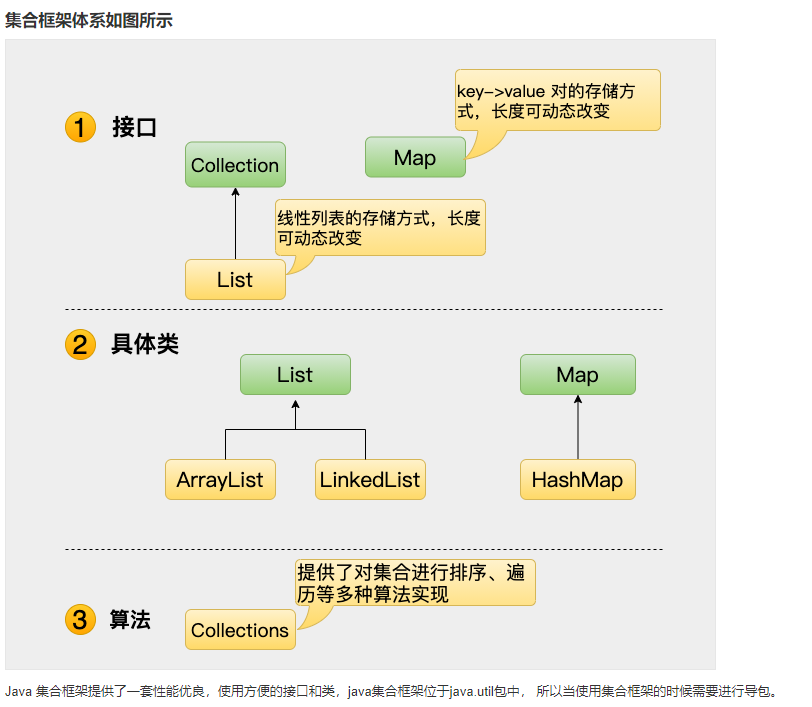 集合框架体系如图所示
① 接口
key->value 对的存储方
式，长度可动态改变
Collection
Map
线性列表的存储方式，长度
可动态改变
List
② 具体类
List
Map
ArrayList
LinkedList
HashMap
提供了对集合进行排序、遍
历等多种算法实现
③ 算法
Collections
Java 集合框架提供了一套性能优良，使用方便的接口和类，java集合框架位于java.util包中， 所以当使用集合框架的时候需要进行导包。